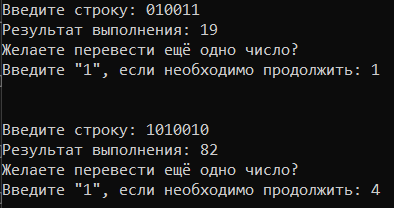 Введите строку: 010011
Результат выполнения: 19
Желаете перевести ещё одно число?
Введите "1", если необходимо продолжить: 1
Введите строку: 1010010
Результат выполнения: 82
Желаете перевести ещё одно число?
Введите "1", если необходимо продолжить: 4